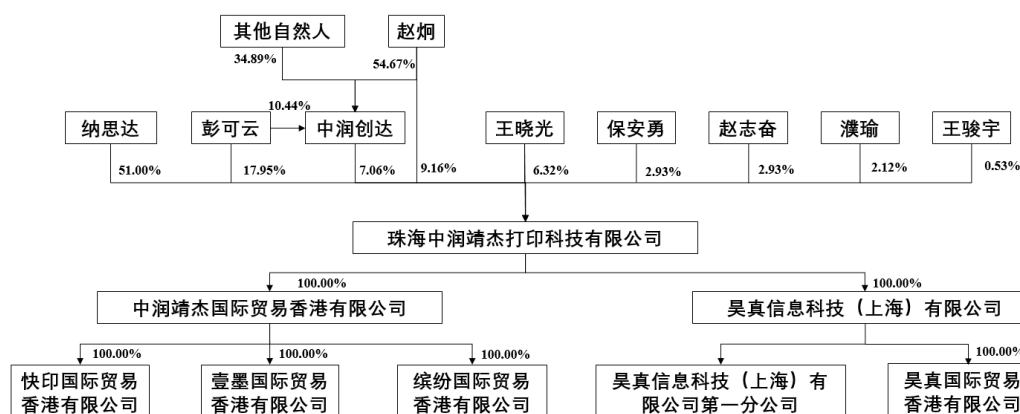 其他自然人
赵炯
34.89%
54.67%
10.44%
纳思达
彭可云
中润创达
王晓光
保安勇
赵志奋
濮瑜
王骏宇
51.00%
17.95%
7.06%
9.16%
6.32%
2.93%
2.93%
2.12%
0.53%
珠海中润靖杰打印科技有限公司
100.00%
100.00%
中润靖杰国际贸易香港有限公司
昊真信息科技（上海）有限公司
100.00%
100.00%
100.00%
100.00%
快印国际贸易
香港有限公司
壹墨国际贸易
香港有限公司
缤纷国际贸易
香港有限公司
昊真信息科技（上海）有
限公司第一分公司
昊真国际贸易
香港有限公司